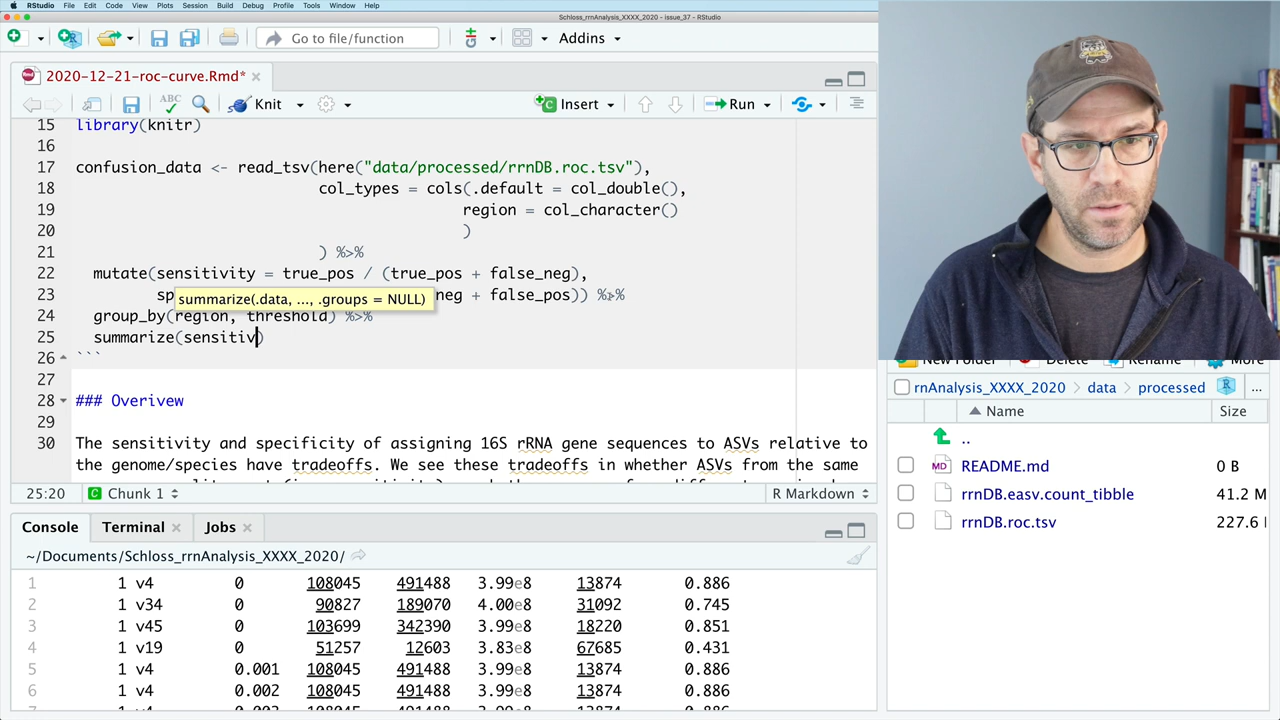 RStudio File Edit Code View Plots Session Build Debug Profile Tools Window Help
Schloss_rrnAnalysis_XXXX_2020 - issue_37 - RStudio
Go to file/function Addins
2020-12-21-roc-curve.Rmd*
ABC Knit Insert Run
15 library(knitr)
16
17 confusion_data <- read_tsv(here("data/processed/rrnDB.roc.tsv"),
18 col_types = cols(.default = col_double(),
19 region = col_character()
20 )
21 ) %>%
22 mutate(sensitivity = true_pos / (true_pos + false_neg),
23 sp neg + false_pos)) %>%
summarize(.data, ..., .groups = NULL)
24 group_by(region, threshold) %>%
25 summarize(sensitiv)
26 ```
27
28 ### Overivew
29
30 The sensitivity and specificity of assigning 16S rRNA gene sequences to ASVs relative to
the genome/species have tradeoffs. We see these tradeoffs in whether ASVs from the same
25:20 Chunk 1 R Markdown
Console Terminal Jobs
~/Documents/Schloss_rrnAnalysis_XXXX_2020/
1 1 v4 0 108045 491488 3.99e8 13874 0.886
2 1 v34 0 90827 189070 4.00e8 31092 0.745
3 1 v45 0 103699 342390 3.99e8 18220 0.851
4 1 v19 0 51257 12603 3.83e8 67685 0.431
5 1 v4 0.001 108045 491488 3.99e8 13874 0.886
6 1 v4 0.002 108045 491488 3.99e8 13874 0.886
New Folder Delete Rename More
rnAnalysis_XXXX_2020 data processed ...
Name Size
..
MD README.md 0 B
rrnDB.easv.count_tibble 41.2 M
rrnDB.roc.tsv 227.6